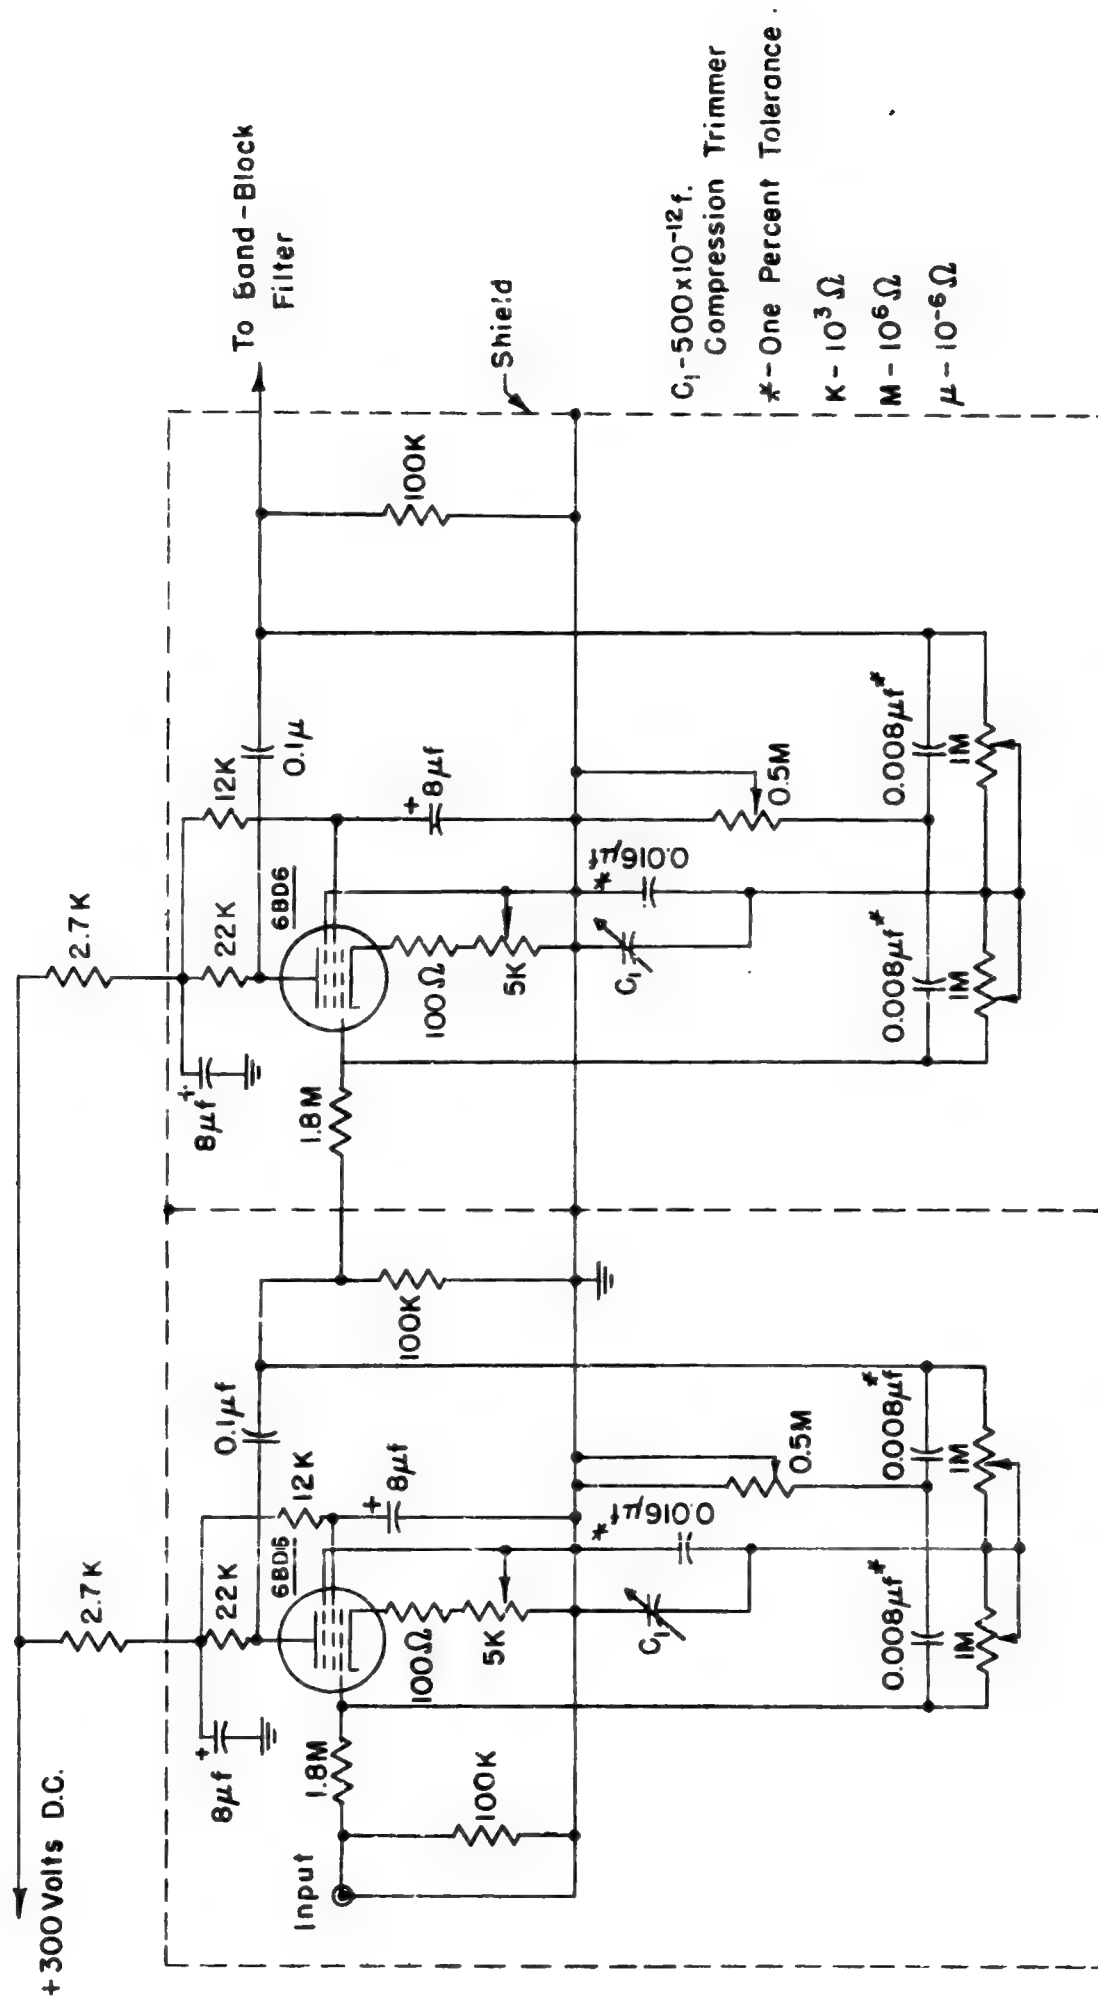 +300 Volts D.C.
2.7K
2.7K
8μf
+
22K
12K
0.1μf
6BD6
+
8μf
Input
1.8M
100K
100Ω
5K
C₁
*
0.016μf
0.5M
100K
0.008μf*
1M
0.008μf*
1M
8μf
+
22K
12K
0.1μ
6BD6
+
8μf
1.8M
100Ω
5K
C₁
*
0.016μf
0.5M
100K
0.008μf*
1M
0.008μf*
1M
To Band-Block
Filter
Shield
C₁-500x10⁻¹²f.
Compression Trimmer
*-One Percent Tolerance
K-10³Ω
M-10⁶Ω
μ-10⁻⁶Ω